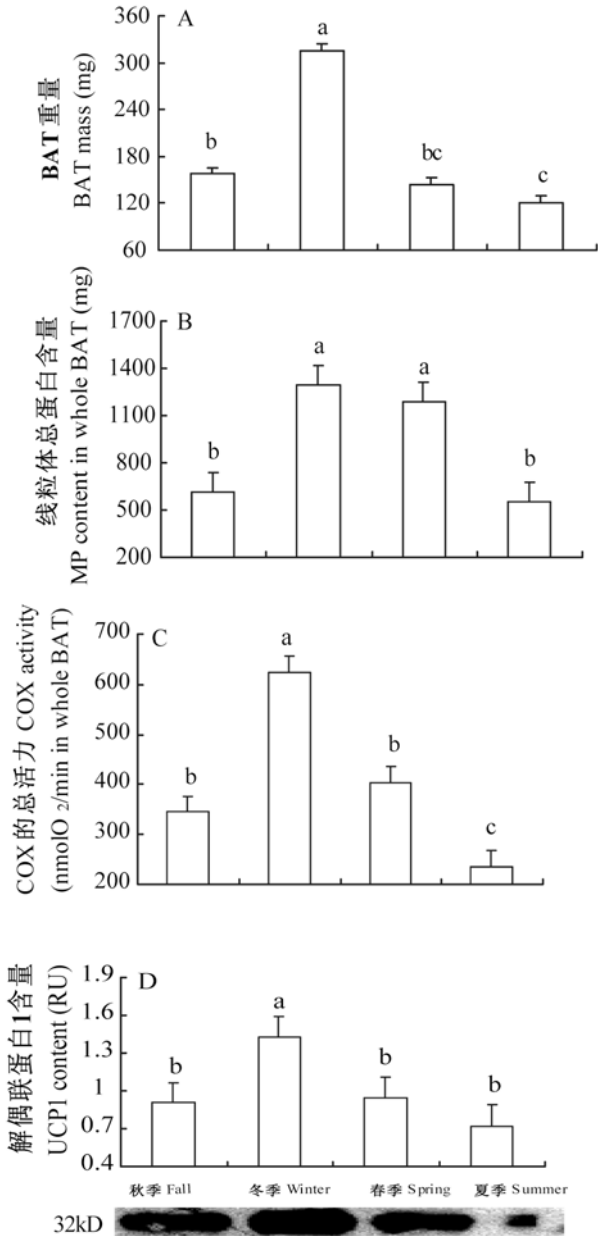 A
BAT 重量
BAT mass (mg)
360
300
180
120
60
b
a
bc
c
B
线粒体总蛋白含量
MP content in whole BAT (mg)
1700
1400
1100
800
500
200
b
a
a
b
C
COX的总活力 COX activity
(nmolO 2/min in whole BAT)
700
600
500
400
300
200
b
a
b
c
D
解偶联蛋白1含量
UCP1 content (RU)
1.9
1.6
1.3
1
0.7
0.4
b
a
b
b
秋季 Fall 冬季 Winter 春季 Spring 夏季 Summer
32kD